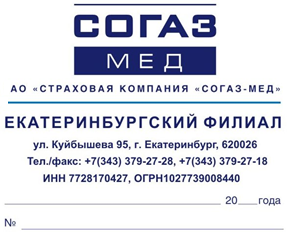 СОГАЗ
МЕД
АО «СТРАХОВАЯ КОМПАНИЯ «СОГАЗ-МЕД»
ЕКАТЕРИНБУРГСКИЙ ФИЛИАЛ
ул. Куйбышева 95, г. Екатеринбург, 620026
Тел./факс: +7(343) 379-27-28, +7(343) 379-27-18
ИНН 7728170427, ОГРН1027739008440
20 года
№